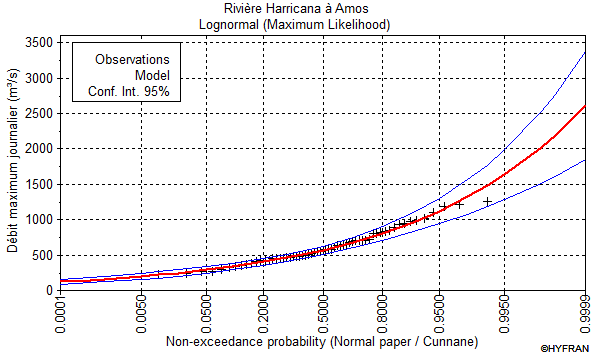 Rivière Harricana à Amos
Lognormal (Maximum Likelihood)
Observations
Model
Conf. Int. 95%
Débit maximum journalier (m³/s)
3500
3000
2500
2000
1500
1000
500
0
0.0001
0.0050
0.0500
0.2000
0.5000
0.8000
0.9500
0.9950
0.9999
Non-exceedance probability (Normal paper / Cunnane)
©HYFRAN